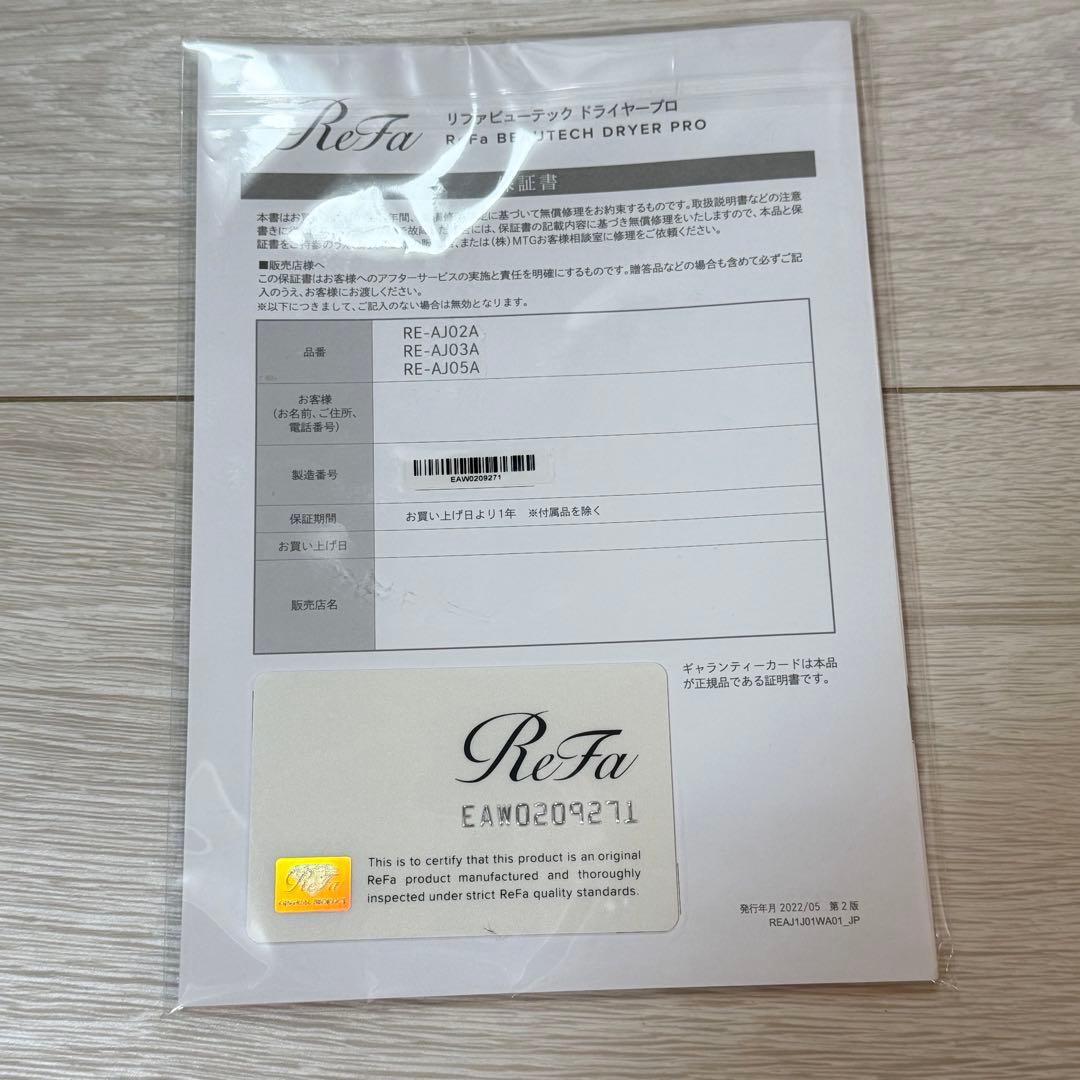 ReFa
リファビューテック ドライヤープロ
ReFa BEAUTECH DRYER PRO
保証書
本書はお買 年間、 に基づいて無償修理をお約束するものです。取扱説明書などの注意
書きに 故障 には、保証書の記載内容に基づき無償修理をいたしますので、本品と保
証書をご持参のうえ、 販 、または(株)MTGお客様相談室に修理をご依頼ください。
■販売店様へ
この保証書はお客様へのアフターサービスの実施と責任を明確にするものです。贈答品などの場合も含めて必ずご記
入のうえ、お客様にお渡しください。
※以下につきまして、ご記入のない場合は無効となります。
品番
RE-AJ02A
RE-AJ03A
RE-AJ05A
お客様
(お名前、ご住所、
電話番号)
製造番号
EAW0209271
保証期間
お買い上げ日より1年 ※付属品を除く
お買い上げ日
販売店名
ギャランティーカードは本品
が正規品である証明書です。
ReFa
EAW0209271
This is to certify that this product is an original
ReFa product manufactured and thoroughly
inspected under strict ReFa quality standards.
ReFa
発行年月 2022/05 第2版
REAJ1J01WA01_JP